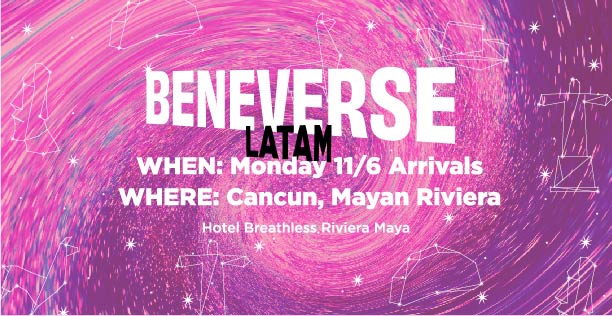 BENEVERSE
LATAM
WHEN: Monday 11/6 Arrivals
WHERE: Cancun, Mayan Riviera
Hotel Breathless Riviera Maya